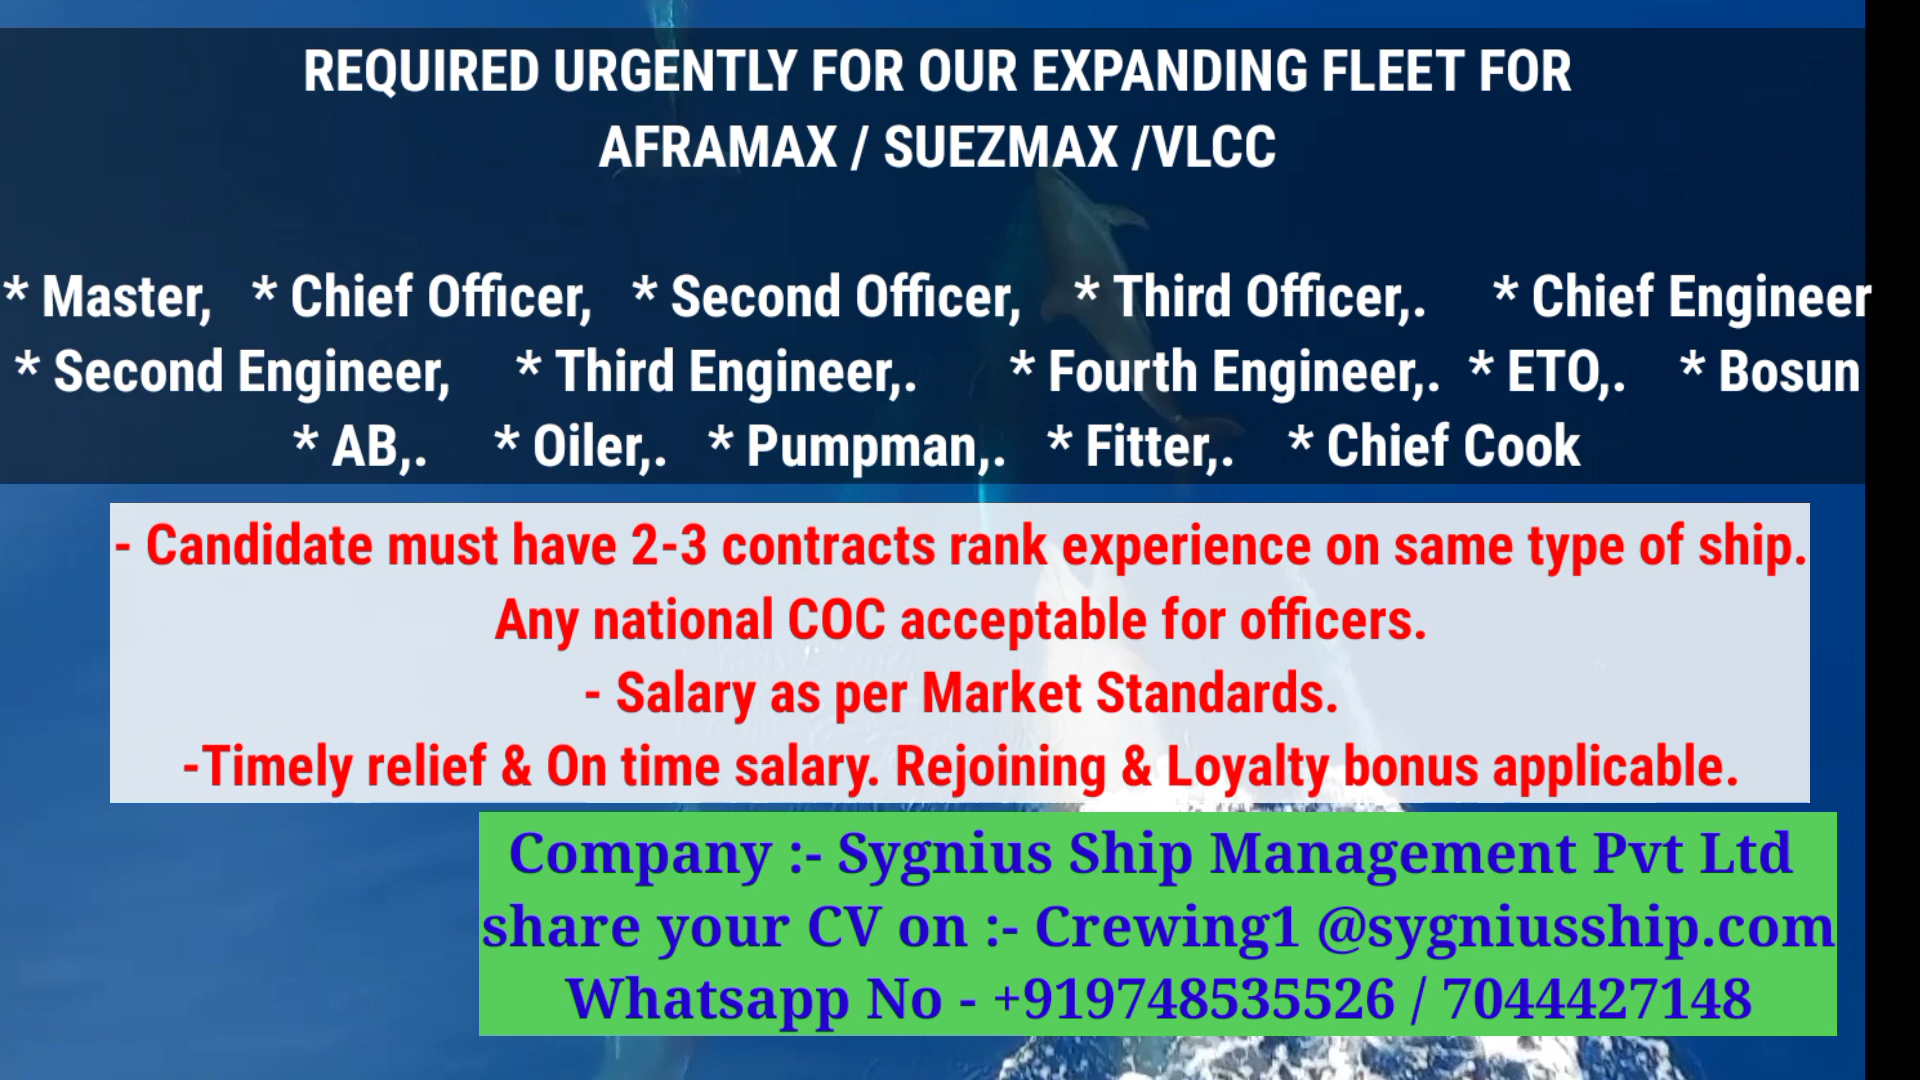 REQUIRED URGENTLY FOR OUR EXPANDING FLEET FOR
AFRAMAX / SUEZMAX /VLCC
* Master, * Chief Officer, * Second Officer, * Third Officer,. * Chief Engineer
* Second Engineer, * Third Engineer,. * Fourth Engineer,. * ETO,. * Bosun
* AB,. * Oiler,. * Pumpman,. * Fitter,. * Chief Cook
- Candidate must have 2-3 contracts rank experience on same type of ship.
Any national COC acceptable for officers.
- Salary as per Market Standards.
-Timely relief & On time salary. Rejoining & Loyalty bonus applicable.
Company :- Sygnius Ship Management Pvt Ltd
share your CV on :- Crewing1 @sygniusship.com
Whatsapp No - +919748535526 / 7044427148